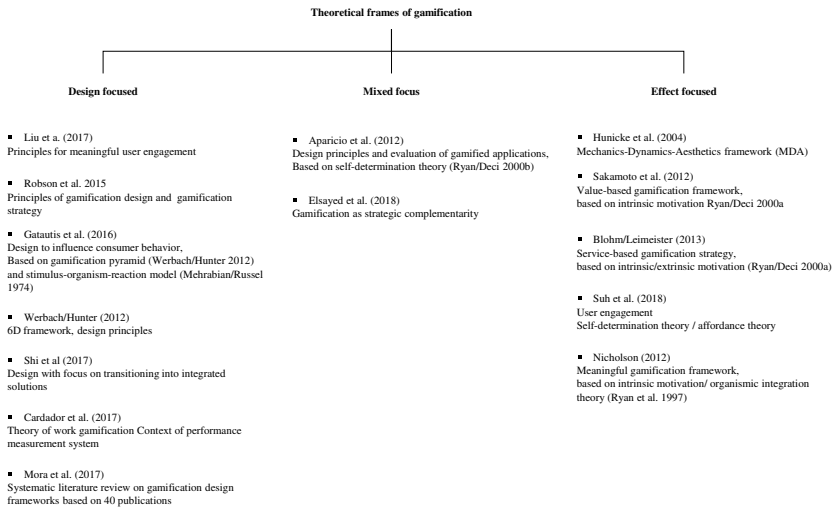 Theoretical frames of gamification
Design focused
▪ Liu et a. (2017)
Principles for meaningful user engagement
▪ Robson et al. 2015
Principles of gamification design and gamification
strategy
▪ Gatautis et al. (2016)
Design to influence consumer behavior,
Based on gamification pyramid (Werbach/Hunter 2012)
and stimulus-organism-reaction model (Mehrabian/Russel
1974)
▪ Werbach/Hunter (2012)
6D framework, design principles
▪ Shi et al (2017)
Design with focus on transitioning into integrated
solutions
▪ Cardador et al. (2017)
Theory of work gamification Context of performance
measurement system
▪ Mora et al. (2017)
Systematic literature review on gamification design
frameworks based on 40 publications
Mixed focus
▪ Aparicio et al. (2012)
Design principles and evaluation of gamified applications,
Based on self-determination theory (Ryan/Deci 2000b)
▪ Elsayed et al. (2018)
Gamification as strategic complementarity
Effect focused
▪ Hunicke et al. (2004)
Mechanics-Dynamics-Aesthetics framework (MDA)
▪ Sakamoto et al. (2012)
Value-based gamification framework,
based on intrinsic motivation Ryan/Deci 2000a
▪ Blohm/Leimeister (2013)
Service-based gamification strategy,
based on intrinsic/extrinsic motivation (Ryan/Deci 2000a)
▪ Suh et al. (2018)
User engagement
Self-determination theory / affordance theory
▪ Nicholson (2012)
Meaningful gamification framework,
based on intrinsic motivation/ organismic integration
theory (Ryan et al. 1997)